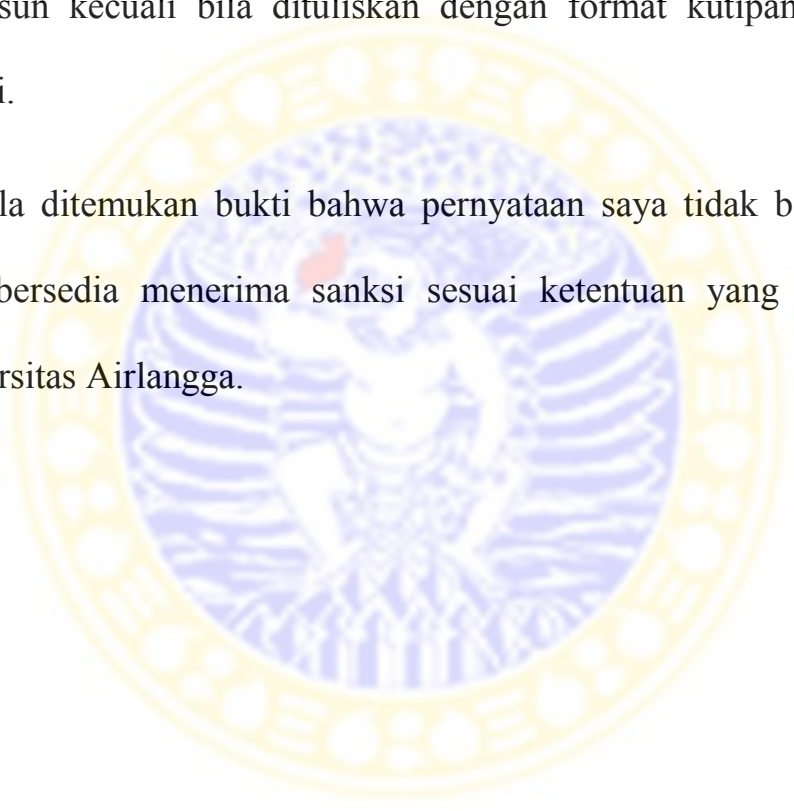 sun kecuali bila dituliskan dengan format kutipan
i.
la ditemukan bukti bahwa pernyataan saya tidak b
bersedia menerima sanksi sesuai ketentuan yang
rsitas Airlangga.